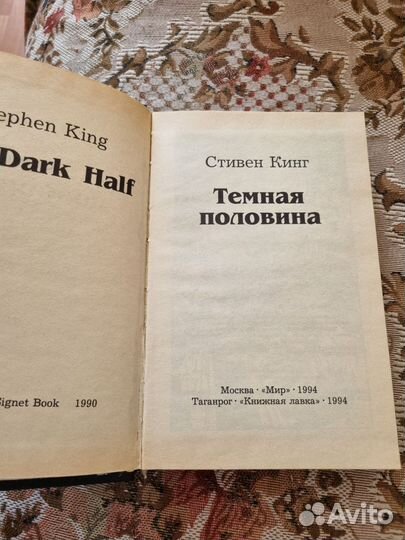 ephen King
Dark Half
Signet Book 1990
Стивен Кинг
Темная
половина
Москва · «Мир» · 1994
Таганрог · «Книжная лавка» · 1994
Avito